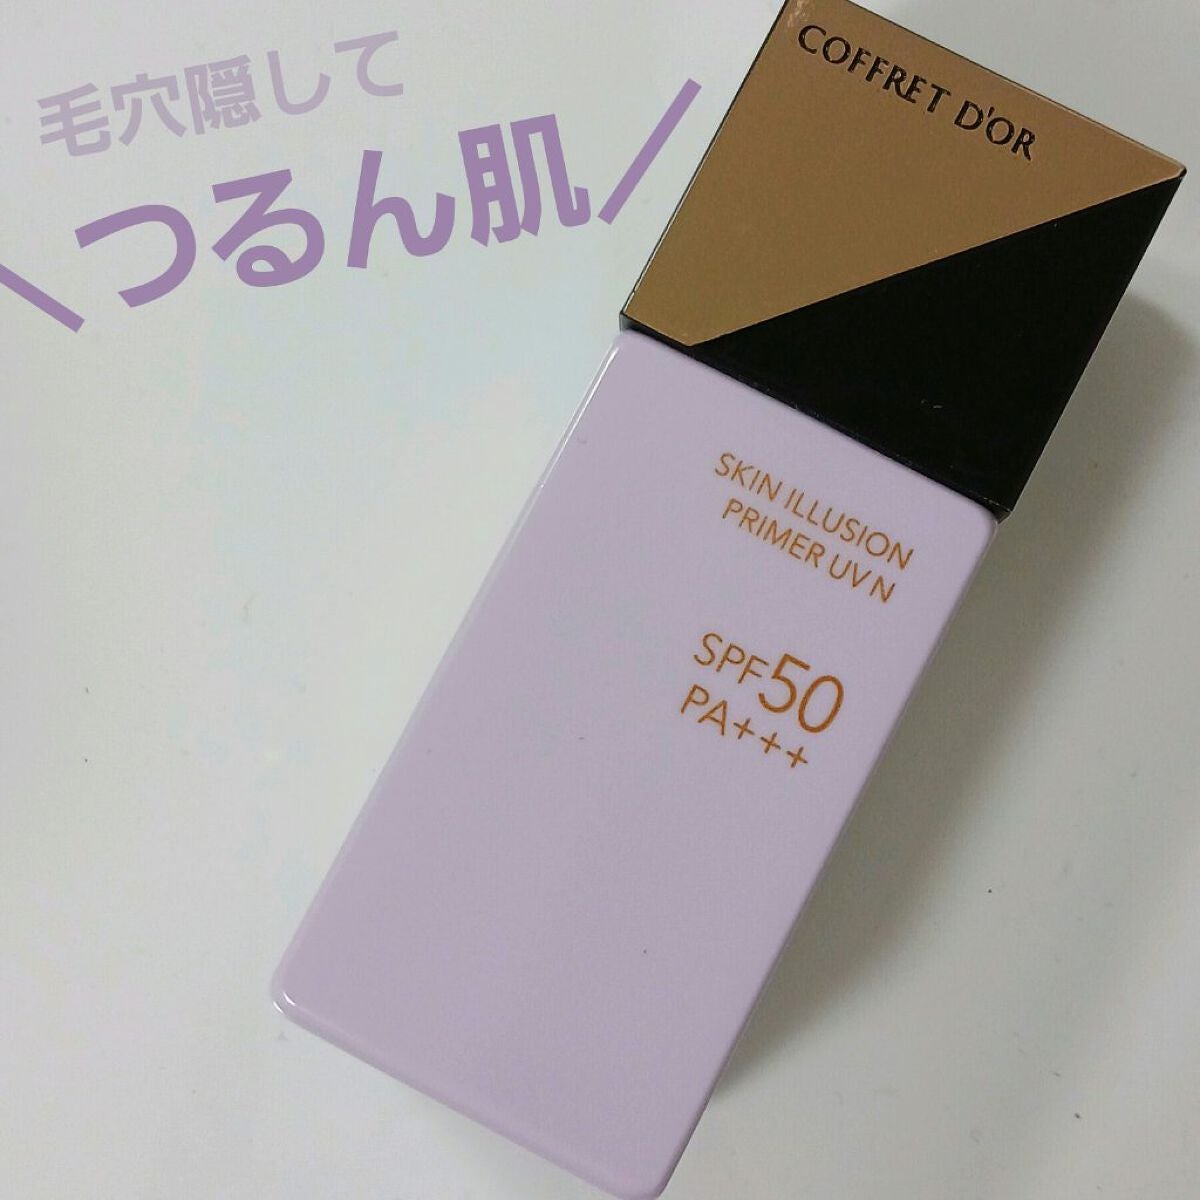 毛穴隠して
\つるん肌/
COFFRET D'OR
SKIN ILLUSION
PRIMER UV N
SPF50
PA+++